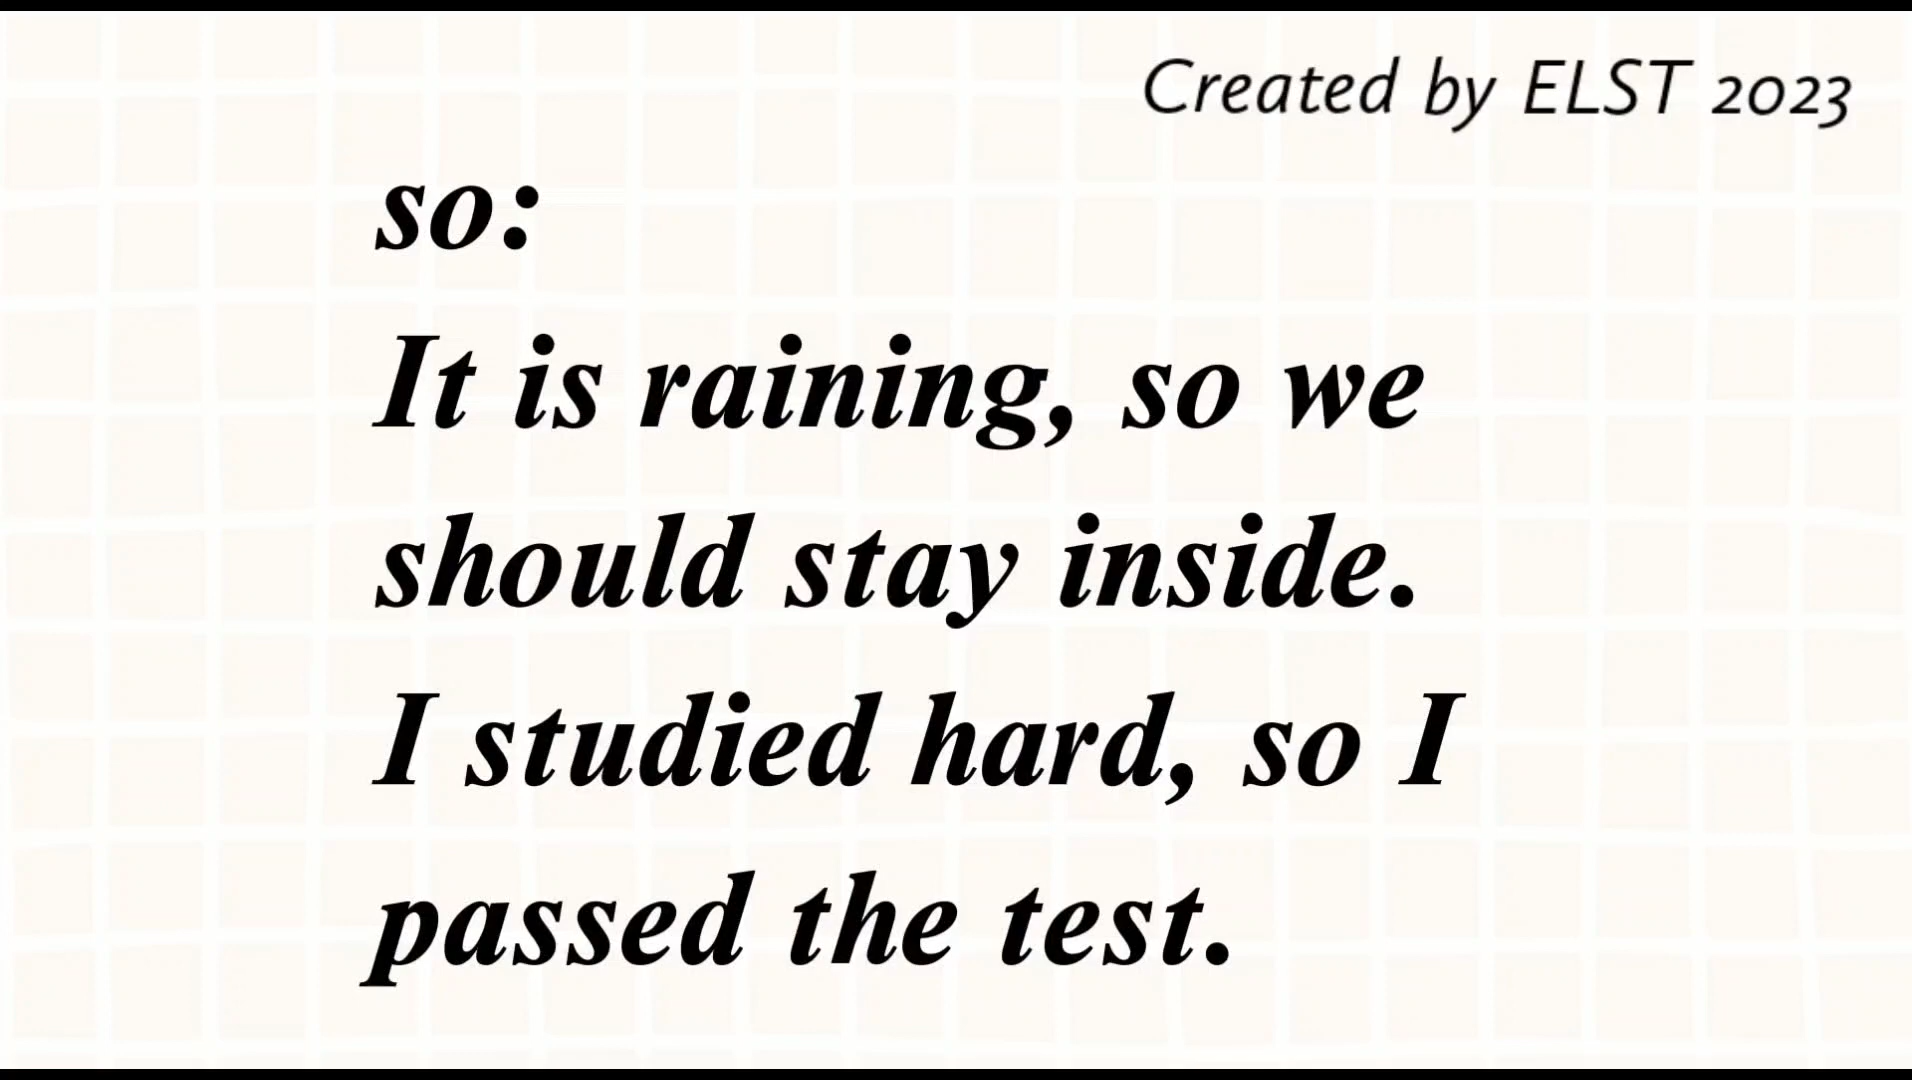 Created by ELST 2023
so:
It is raining, so we
should stay inside.
I studied hard, so I
passed the test.